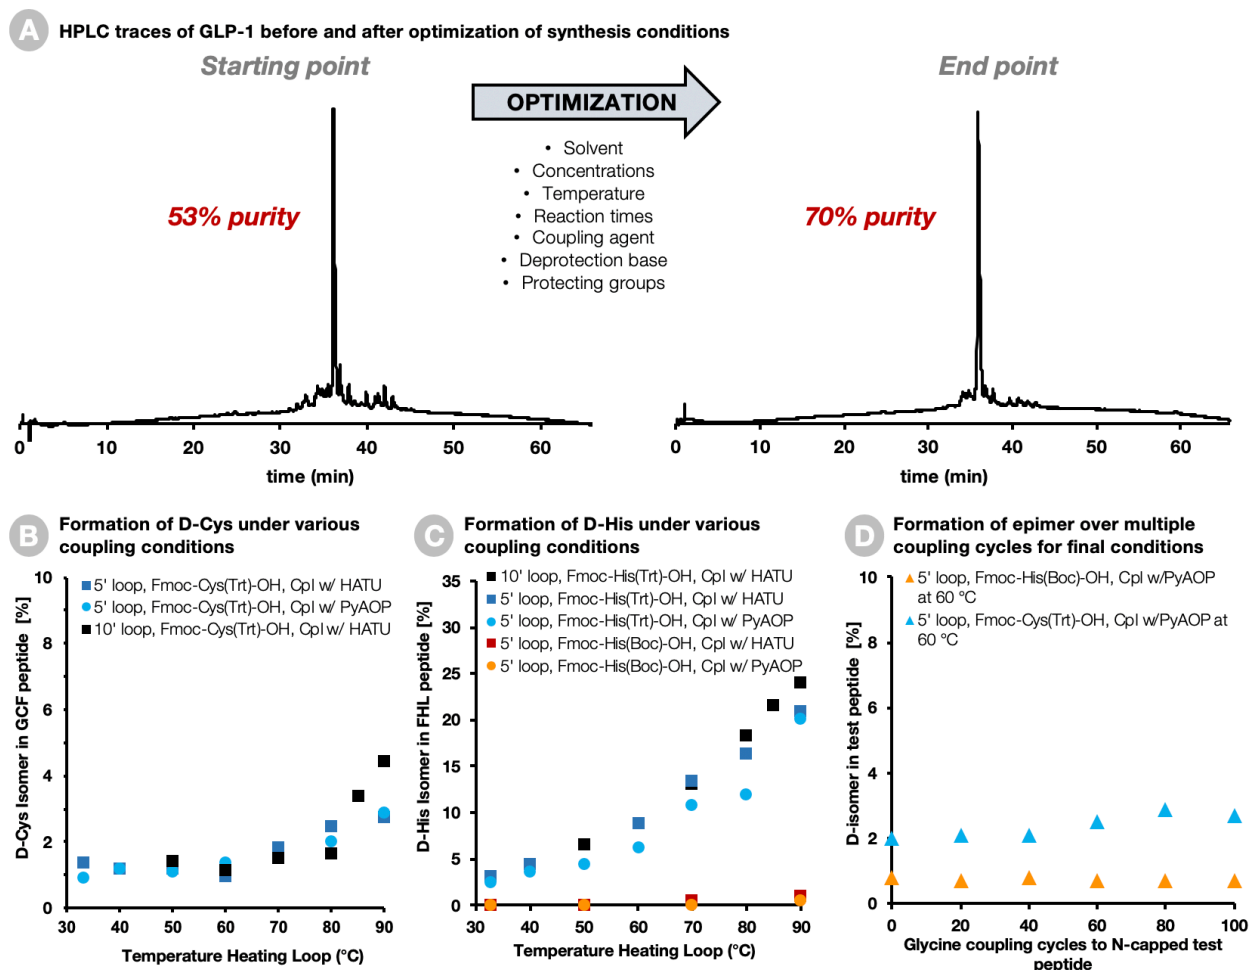 A
HPLC traces of GLP-1 before and after optimization of synthesis conditions
Starting point
End point
OPTIMIZATION
• Solvent
• Concentrations
• Temperature
• Reaction times
• Coupling agent
• Deprotection base
• Protecting groups
53% purity
70% purity
0 10 20 30 40 50 60
time (min)
0 10 20 30 40 50 60
time (min)
B
Formation of D-Cys under various
coupling conditions
5' loop, Fmoc-Cys(Trt)-OH, Cpl w/ HATU
5' loop, Fmoc-Cys(Trt)-OH, Cpl w/ PyAOP
10' loop, Fmoc-Cys(Trt)-OH, Cpl w/ HATU
D-Cys Isomer in GCF peptide [%]
10
8
6
4
2
0
30 40 50 60 70 80 90
Temperature Heating Loop (°C)
C
Formation of D-His under various
coupling conditions
10' loop, Fmoc-His(Trt)-OH, Cpl w/ HATU
5' loop, Fmoc-His(Trt)-OH, Cpl w/ HATU
5' loop, Fmoc-His(Trt)-OH, Cpl w/ PyAOP
5' loop, Fmoc-His(Boc)-OH, Cpl w/ HATU
5' loop, Fmoc-His(Boc)-OH, Cpl w/ PyAOP
D-His Isomer in FHL peptide [%]
35
30
25
20
15
10
5
0
30 40 50 60 70 80 90
Temperature Heating Loop (°C)
D
Formation of epimer over multiple
coupling cycles for final conditions
5' loop, Fmoc-His(Boc)-OH, Cpl w/PyAOP
at 60 °C
5' loop, Fmoc-Cys(Trt)-OH, Cpl w/PyAOP at
60 °C
D-isomer in test peptide [%]
10
8
6
4
2
0
0 20 40 60 80 100
Glycine coupling cycles to N-capped test
peptide